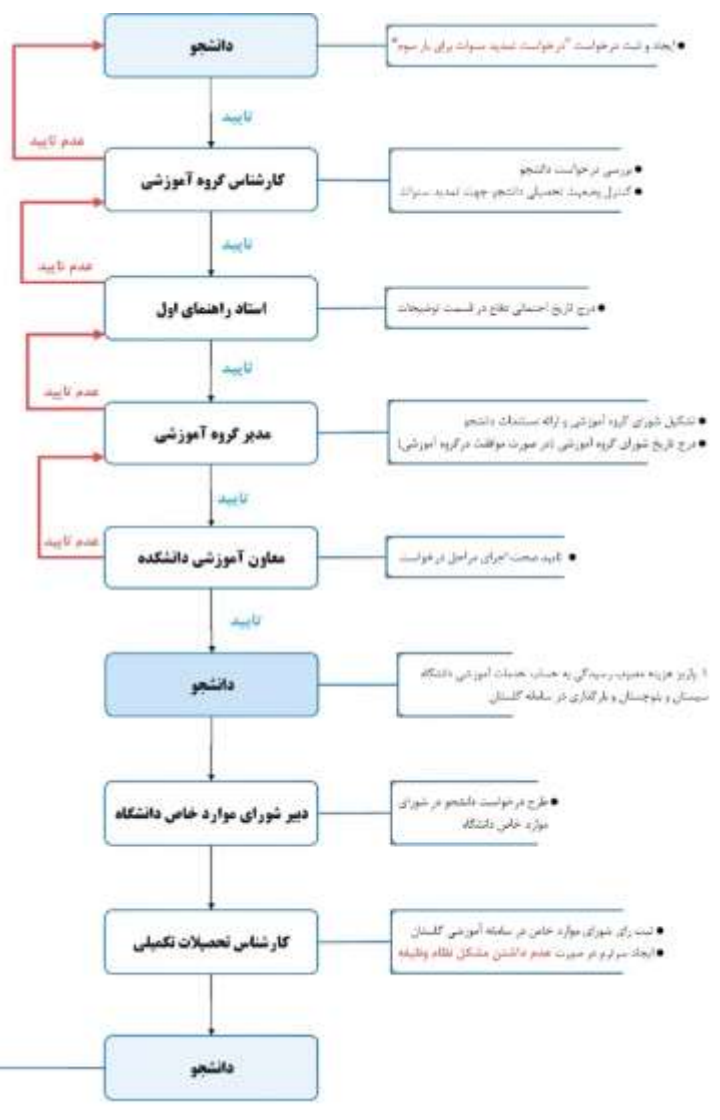 دانشجو
ایجاد و ثبت درخواست "درخواست تمدید سنوات برای بار سوم"
تایید
عدم تایید
کارشناس گروه آموزشی
بررسی درخواست دانشجو
کنترل وضعیت تحصیلی دانشجو جهت تمدید سنوات
تایید
عدم تایید
استاد راهنمای اول
درج تاریخ احتمالی دفاع در قسمت توضیحات
تایید
عدم تایید
مدیر گروه آموزشی
تشکیل شورای گروه آموزشی و ارائه مستندات دانشجو
درج تاریخ شورای گروه آموزشی (در صورت موافقت درگروه آموزشی)
تایید
عدم تایید
معاون آموزشی دانشکده
تایید صحت اجرای مراحل درخواست
تایید
دانشجو
۱. واریز هزینه مصوب رسیدگی به حساب خدمات آموزشی دانشگاه
سیستان و بلوچستان و بارگذاری در سامانه گلستان
دبیر شورای موارد خاص دانشگاه
طرح درخواست دانشجو در شورای
موارد خاص دانشگاه
کارشناس تحصیلات تکمیلی
ثبت رای شورای موارد خاص در سامانه آموزشی گلستان
ایجاد سرترم در صورت عدم داشتن مشکل نظام وظیفه
دانشجو